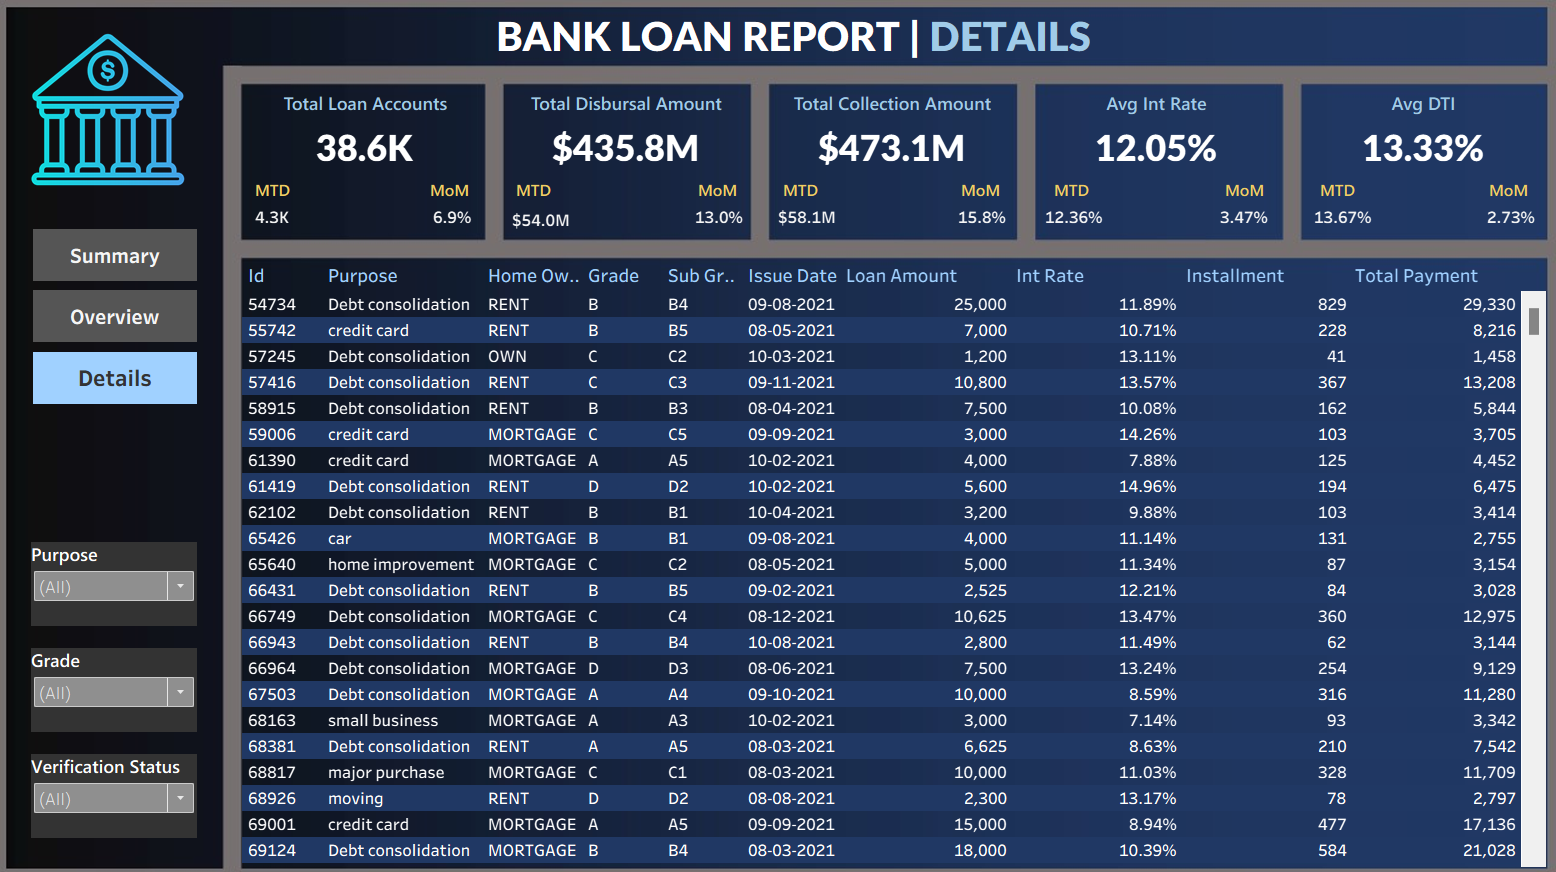 BANK LOAN REPORT | DETAILS
$
Summary
Overview
Details
Purpose
(All)
Grade
(All)
Verification Status
(All)
Total Loan Accounts
38.6K
MTD MoM
4.3K 6.9%
Total Disbursal Amount
$435.8M
MTD MoM
$54.0M 13.0%
Total Collection Amount
$473.1M
MTD MoM
$58.1M 15.8%
Avg Int Rate
12.05%
MTD MoM
12.36% 3.47%
Avg DTI
13.33%
MTD MoM
13.67% 2.73%
Id Purpose Home Ow.. Grade Sub Gr.. Issue Date Loan Amount Int Rate Installment Total Payment
54734 Debt consolidation RENT B B4 09-08-2021 25,000 11.89% 829 29,330
55742 credit card RENT B B5 08-05-2021 7,000 10.71% 228 8,216
57245 Debt consolidation OWN C C2 10-03-2021 1,200 13.11% 41 1,458
57416 Debt consolidation RENT C C3 09-11-2021 10,800 13.57% 367 13,208
58915 Debt consolidation RENT B B3 08-04-2021 7,500 10.08% 162 5,844
59006 credit card MORTGAGE C C5 09-09-2021 3,000 14.26% 103 3,705
61390 credit card MORTGAGE A A5 10-02-2021 4,000 7.88% 125 4,452
61419 Debt consolidation RENT D D2 10-02-2021 5,600 14.96% 194 6,475
62102 Debt consolidation RENT B B1 10-04-2021 3,200 9.88% 103 3,414
65426 car MORTGAGE B B1 09-08-2021 4,000 11.14% 131 2,755
65640 home improvement MORTGAGE C C2 08-05-2021 5,000 11.34% 87 3,154
66431 Debt consolidation RENT B B5 09-02-2021 2,525 12.21% 84 3,028
66749 Debt consolidation MORTGAGE C C4 08-12-2021 10,625 13.47% 360 12,975
66943 Debt consolidation RENT B B4 10-08-2021 2,800 11.49% 62 3,144
66964 Debt consolidation MORTGAGE D D3 08-06-2021 7,500 13.24% 254 9,129
67503 Debt consolidation MORTGAGE A A4 09-10-2021 10,000 8.59% 316 11,280
68163 small business MORTGAGE A A3 10-02-2021 3,000 7.14% 93 3,342
68381 Debt consolidation RENT A A5 08-03-2021 6,625 8.63% 210 7,542
68817 major purchase MORTGAGE C C1 08-03-2021 10,000 11.03% 328 11,709
68926 moving RENT D D2 08-08-2021 2,300 13.17% 78 2,797
69001 credit card MORTGAGE A A5 09-09-2021 15,000 8.94% 477 17,136
69124 Debt consolidation MORTGAGE B B4 08-03-2021 18,000 10.39% 584 21,028